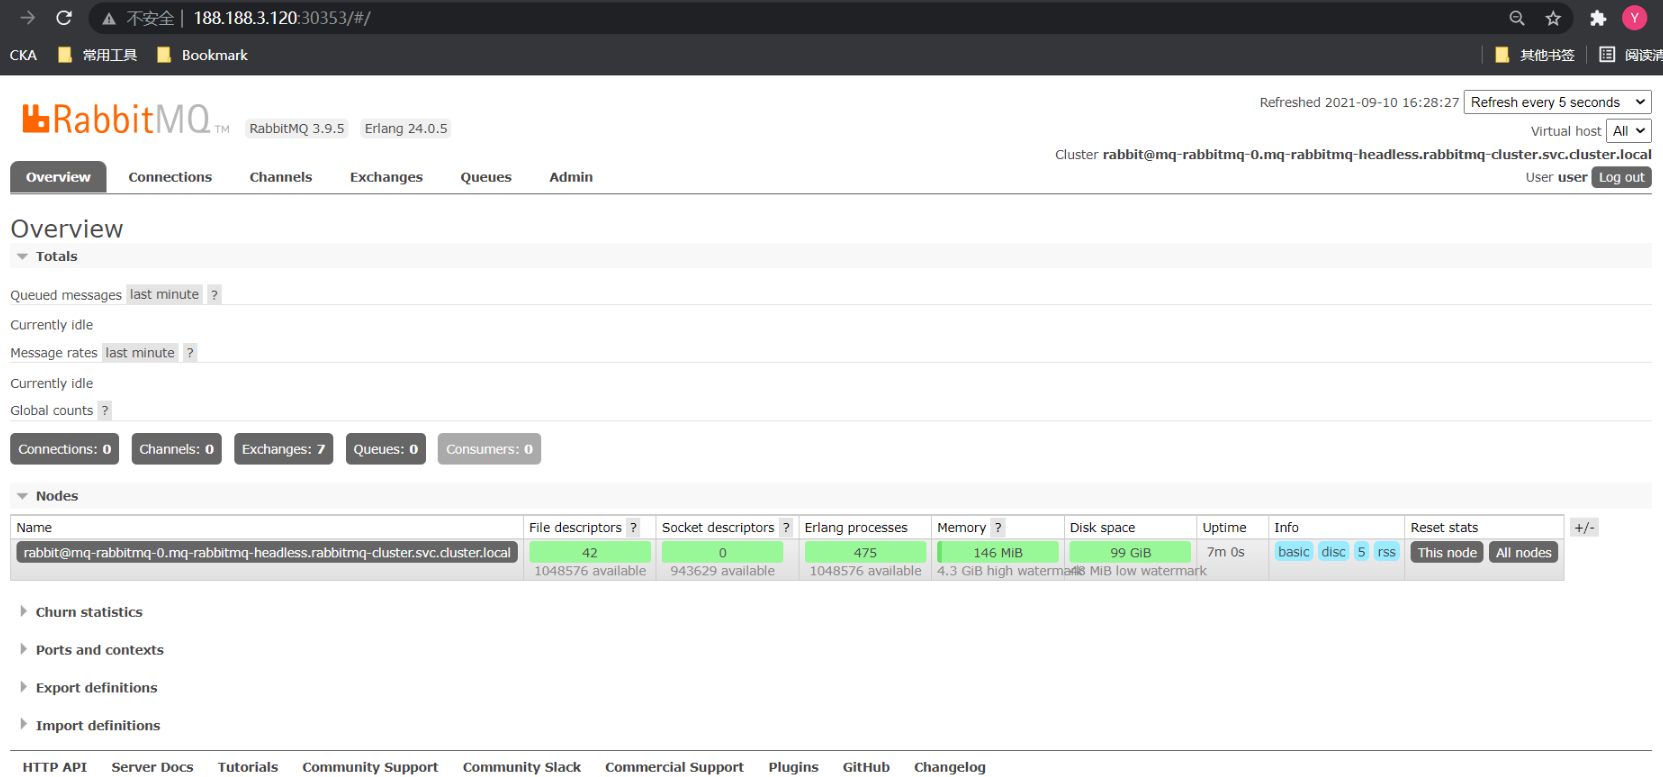 不安全 | 188.188.3.120:30353/#/
Y
CKA 常用工具 Bookmark 其他书签 阅读清
RabbitMQ TM RabbitMQ 3.9.5 Erlang 24.0.5
Refreshed 2021-09-10 16:28:27 Refresh every 5 seconds
Virtual host All
Cluster rabbit@mq-rabbitmq-0.mq-rabbitmq-headless.rabbitmq-cluster.svc.cluster.local
User user Log out
Overview Connections Channels Exchanges Queues Admin
Overview
Totals
Queued messages last minute ?
Currently idle
Message rates last minute ?
Currently idle
Global counts ?
Connections: 0 Channels: 0 Exchanges: 7 Queues: 0 Consumers: 0
Nodes
Name File descriptors ? Socket descriptors ? Erlang processes Memory ? Disk space Uptime Info Reset stats +/-
rabbit@mq-rabbitmq-0.mq-rabbitmq-headless.rabbitmq-cluster.svc.cluster.local 42 0 475 146 MiB 99 GiB 7m 0s basic disc 5 rss This node All nodes
1048576 available 943629 available 1048576 available 4.3 GiB high watermark 48 MiB low watermark
Churn statistics
Ports and contexts
Export definitions
Import definitions
HTTP API Server Docs Tutorials Community Support Community Slack Commercial Support Plugins GitHub Changelog